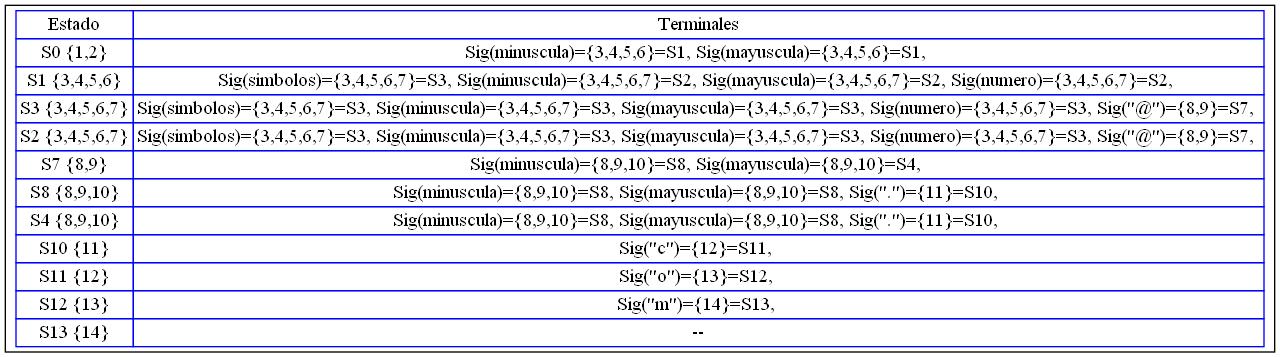 Estado Terminales
S0 {1,2} Sig(minuscula)={3,4,5,6}=S1, Sig(mayuscula)={3,4,5,6}=S1,
S1 {3,4,5,6} Sig(simbolos)={3,4,5,6,7}=S3, Sig(minuscula)={3,4,5,6,7}=S2, Sig(mayuscula)={3,4,5,6,7}=S2, Sig(numero)={3,4,5,6,7}=S2,
S3 {3,4,5,6,7} Sig(simbolos)={3,4,5,6,7}=S3, Sig(minuscula)={3,4,5,6,7}=S3, Sig(mayuscula)={3,4,5,6,7}=S3, Sig(numero)={3,4,5,6,7}=S3, Sig("@")={8,9}=S7,
S2 {3,4,5,6,7} Sig(simbolos)={3,4,5,6,7}=S3, Sig(minuscula)={3,4,5,6,7}=S3, Sig(mayuscula)={3,4,5,6,7}=S3, Sig(numero)={3,4,5,6,7}=S3, Sig("@")={8,9}=S7,
S7 {8,9} Sig(minuscula)={8,9,10}=S8, Sig(mayuscula)={8,9,10}=S4,
S8 {8,9,10} Sig(minuscula)={8,9,10}=S8, Sig(mayuscula)={8,9,10}=S8, Sig(".")={11}=S10,
S4 {8,9,10} Sig(minuscula)={8,9,10}=S8, Sig(mayuscula)={8,9,10}=S8, Sig(".")={11}=S10,
S10 {11} Sig("c")={12}=S11,
S11 {12} Sig("o")={13}=S12,
S12 {13} Sig("m")={14}=S13,
S13 {14} --